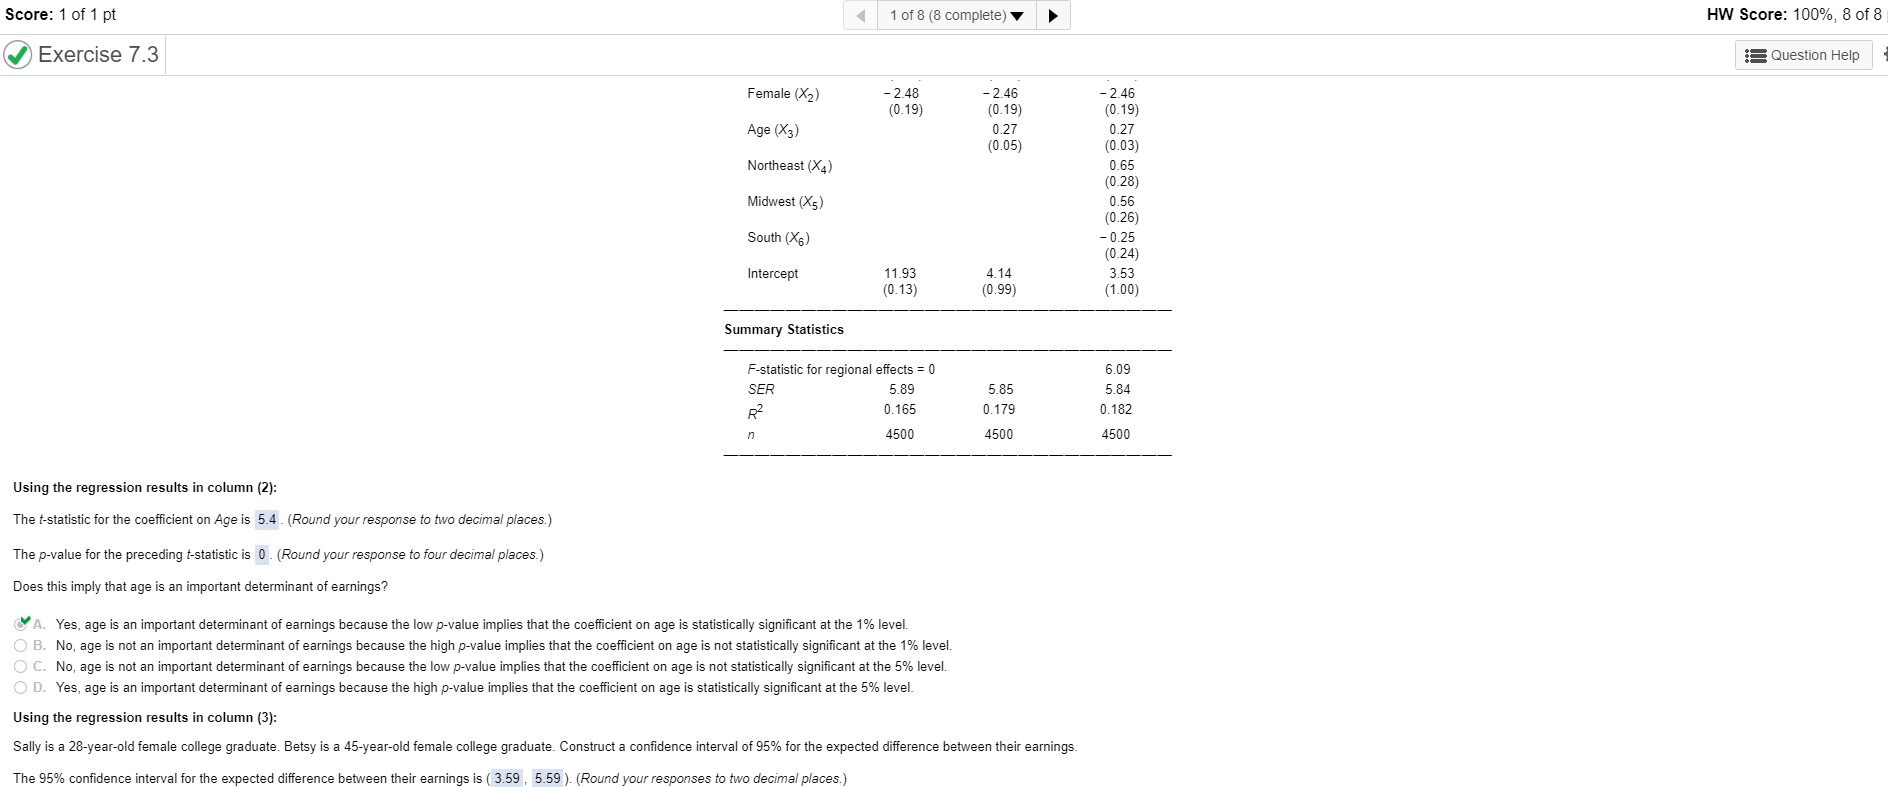 Score: 1 of 1 pt
1 of 8 (8 complete)
HW Score: 100%, 8 of 8
Exercise 7.3
Question Help
Female (X2) −2.48 −2.46 −2.46
(0.19) (0.19) (0.19)
Age (X3) 0.27 0.27
(0.05) (0.03)
Northeast (X4) 0.65
(0.28)
Midwest (X5) 0.56
(0.26)
South (X6) −0.25
(0.24)
Intercept 11.93 4.14 3.53
(0.13) (0.99) (1.00)
Summary Statistics
F-statistic for regional effects = 0 6.09
SER 5.89 5.85 5.84
R2 0.165 0.179 0.182
n 4500 4500 4500
Using the regression results in column (2):
The t-statistic for the coefficient on Age is 5.4. (Round your response to two decimal places.)
The p-value for the preceding t-statistic is 0. (Round your response to four decimal places.)
Does this imply that age is an important determinant of earnings?
A. Yes, age is an important determinant of earnings because the low p-value implies that the coefficient on age is statistically significant at the 1% level.
B. No, age is not an important determinant of earnings because the high p-value implies that the coefficient on age is not statistically significant at the 1% level.
C. No, age is not an important determinant of earnings because the low p-value implies that the coefficient on age is not statistically significant at the 5% level.
D. Yes, age is an important determinant of earnings because the high p-value implies that the coefficient on age is statistically significant at the 5% level.
Using the regression results in column (3):
Sally is a 28-year-old female college graduate. Betsy is a 45-year-old female college graduate. Construct a confidence interval of 95% for the expected difference between their earnings.
The 95% confidence interval for the expected difference between their earnings is (3.59, 5.59). (Round your responses to two decimal places.)